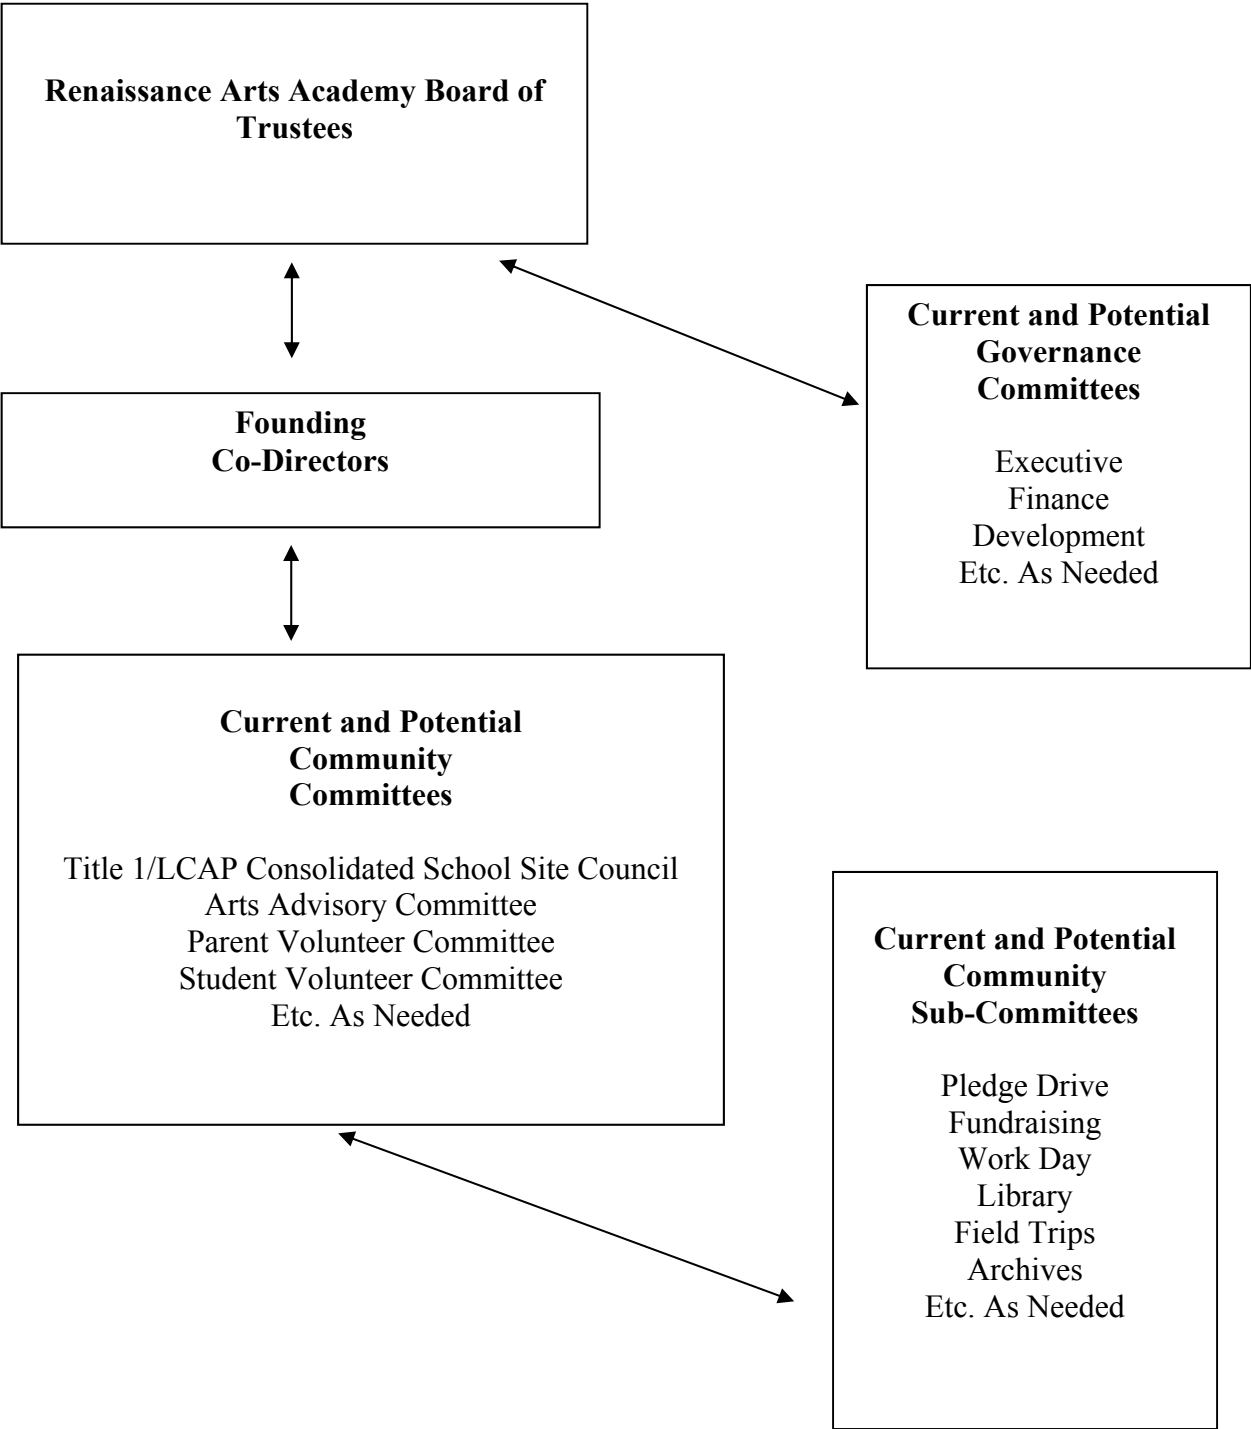 Renaissance Arts Academy Board of
Trustees
Current and Potential
Governance
Committees
Executive
Finance
Development
Etc. As Needed
Founding
Co-Directors
Current and Potential
Community
Committees
Title 1/LCAP Consolidated School Site Council
Arts Advisory Committee
Parent Volunteer Committee
Student Volunteer Committee
Etc. As Needed
Current and Potential
Community
Sub-Committees
Pledge Drive
Fundraising
Work Day
Library
Field Trips
Archives
Etc. As Needed